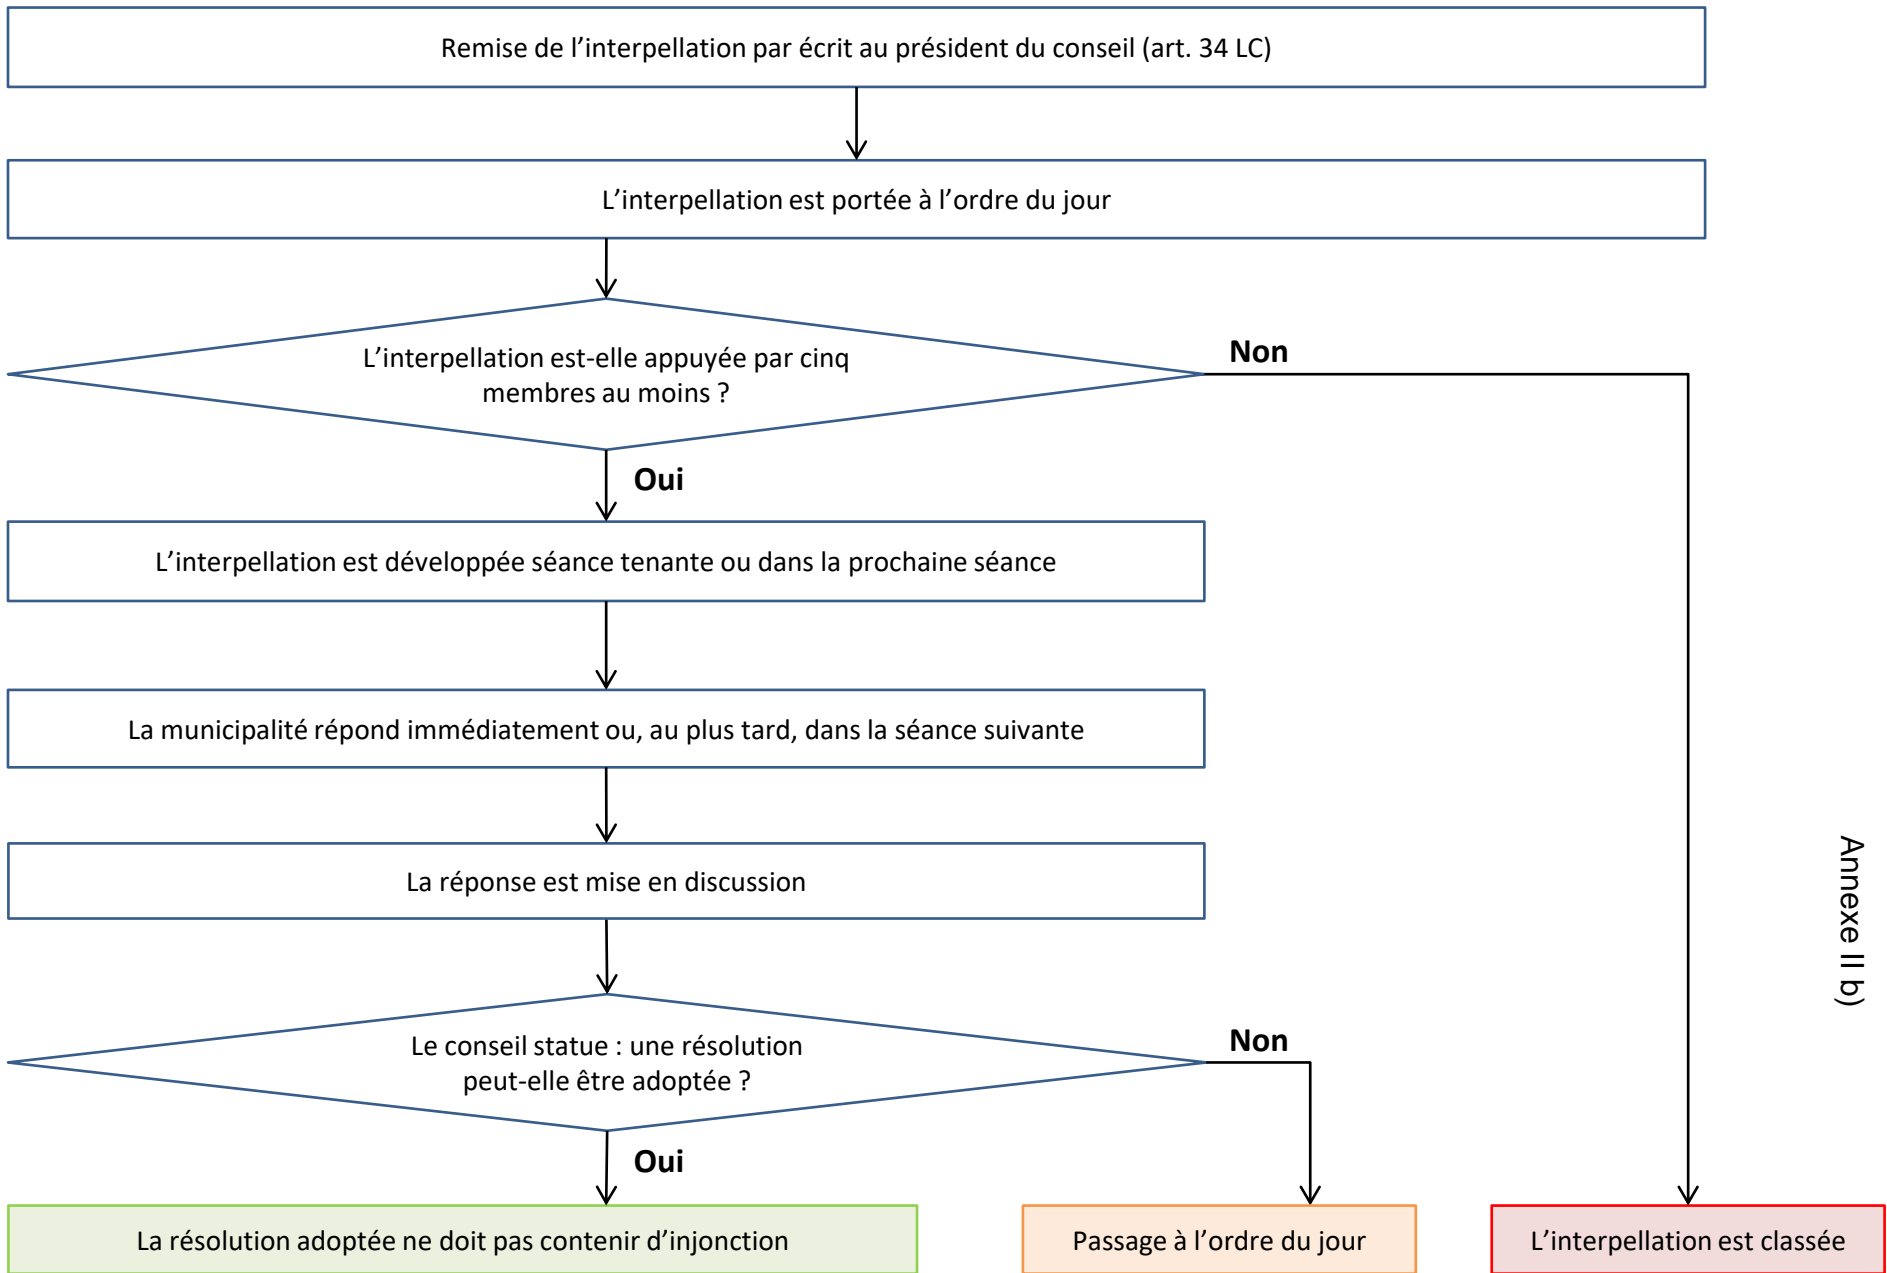 Remise de l’interpellation par écrit au président du conseil (art. 34 LC)
L’interpellation est portée à l’ordre du jour
L’interpellation est-elle appuyée par cinq
membres au moins ?
Non
Oui
L’interpellation est développée séance tenante ou dans la prochaine séance
La municipalité répond immédiatement ou, au plus tard, dans la séance suivante
La réponse est mise en discussion
Annexe II b)
Le conseil statue : une résolution
peut-elle être adoptée ?
Non
Oui
La résolution adoptée ne doit pas contenir d’injonction
Passage à l’ordre du jour
L’interpellation est classée